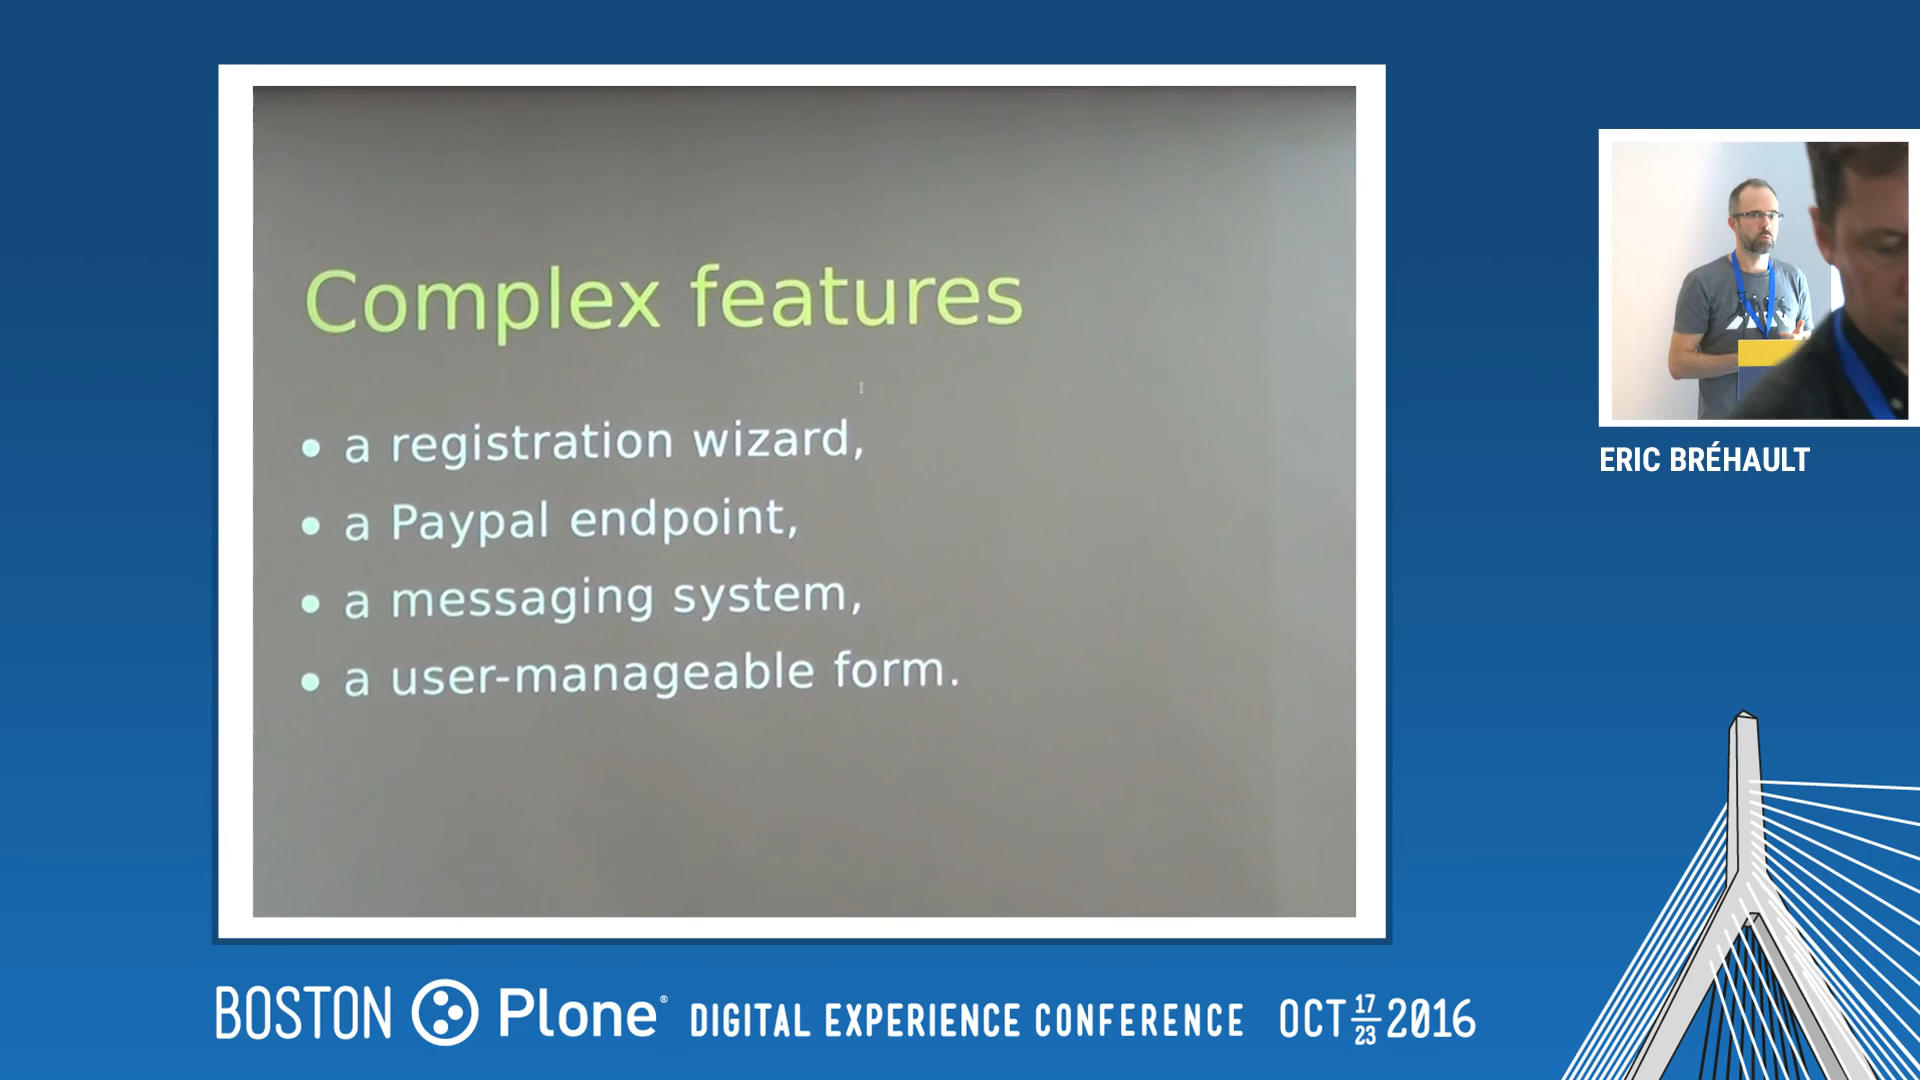 Complex features
• a registration wizard,
• a Paypal endpoint,
• a messaging system,
• a user-manageable form.
ERIC BRÉHAULT
BOSTON Plone® DIGITAL EXPERIENCE CONFERENCE OCT 17 23 2016